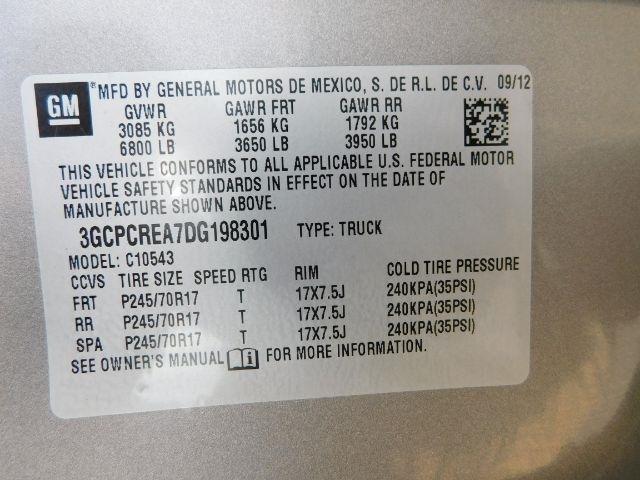 GM ® MFD BY GENERAL MOTORS DE MEXICO, S. DE R.L. DE C.V. 09/12
GVWR GAWR FRT GAWR RR
3085 KG 1656 KG 1792 KG
6800 LB 3650 LB 3950 LB
THIS VEHICLE CONFORMS TO ALL APPLICABLE U.S. FEDERAL MOTOR
VEHICLE SAFETY STANDARDS IN EFFECT ON THE DATE OF
MANUFACTURE SHOWN ABOVE.
3GCPCREA7DG198301 TYPE: TRUCK
MODEL: C10543
CCVS TIRE SIZE SPEED RTG RIM COLD TIRE PRESSURE
FRT P245/70R17 T 17X7.5J 240KPA(35PSI)
RR P245/70R17 T 17X7.5J 240KPA(35PSI)
SPA P245/70R17 T 17X7.5J 240KPA(35PSI)
SEE OWNER'S MANUAL i FOR MORE INFORMATION.